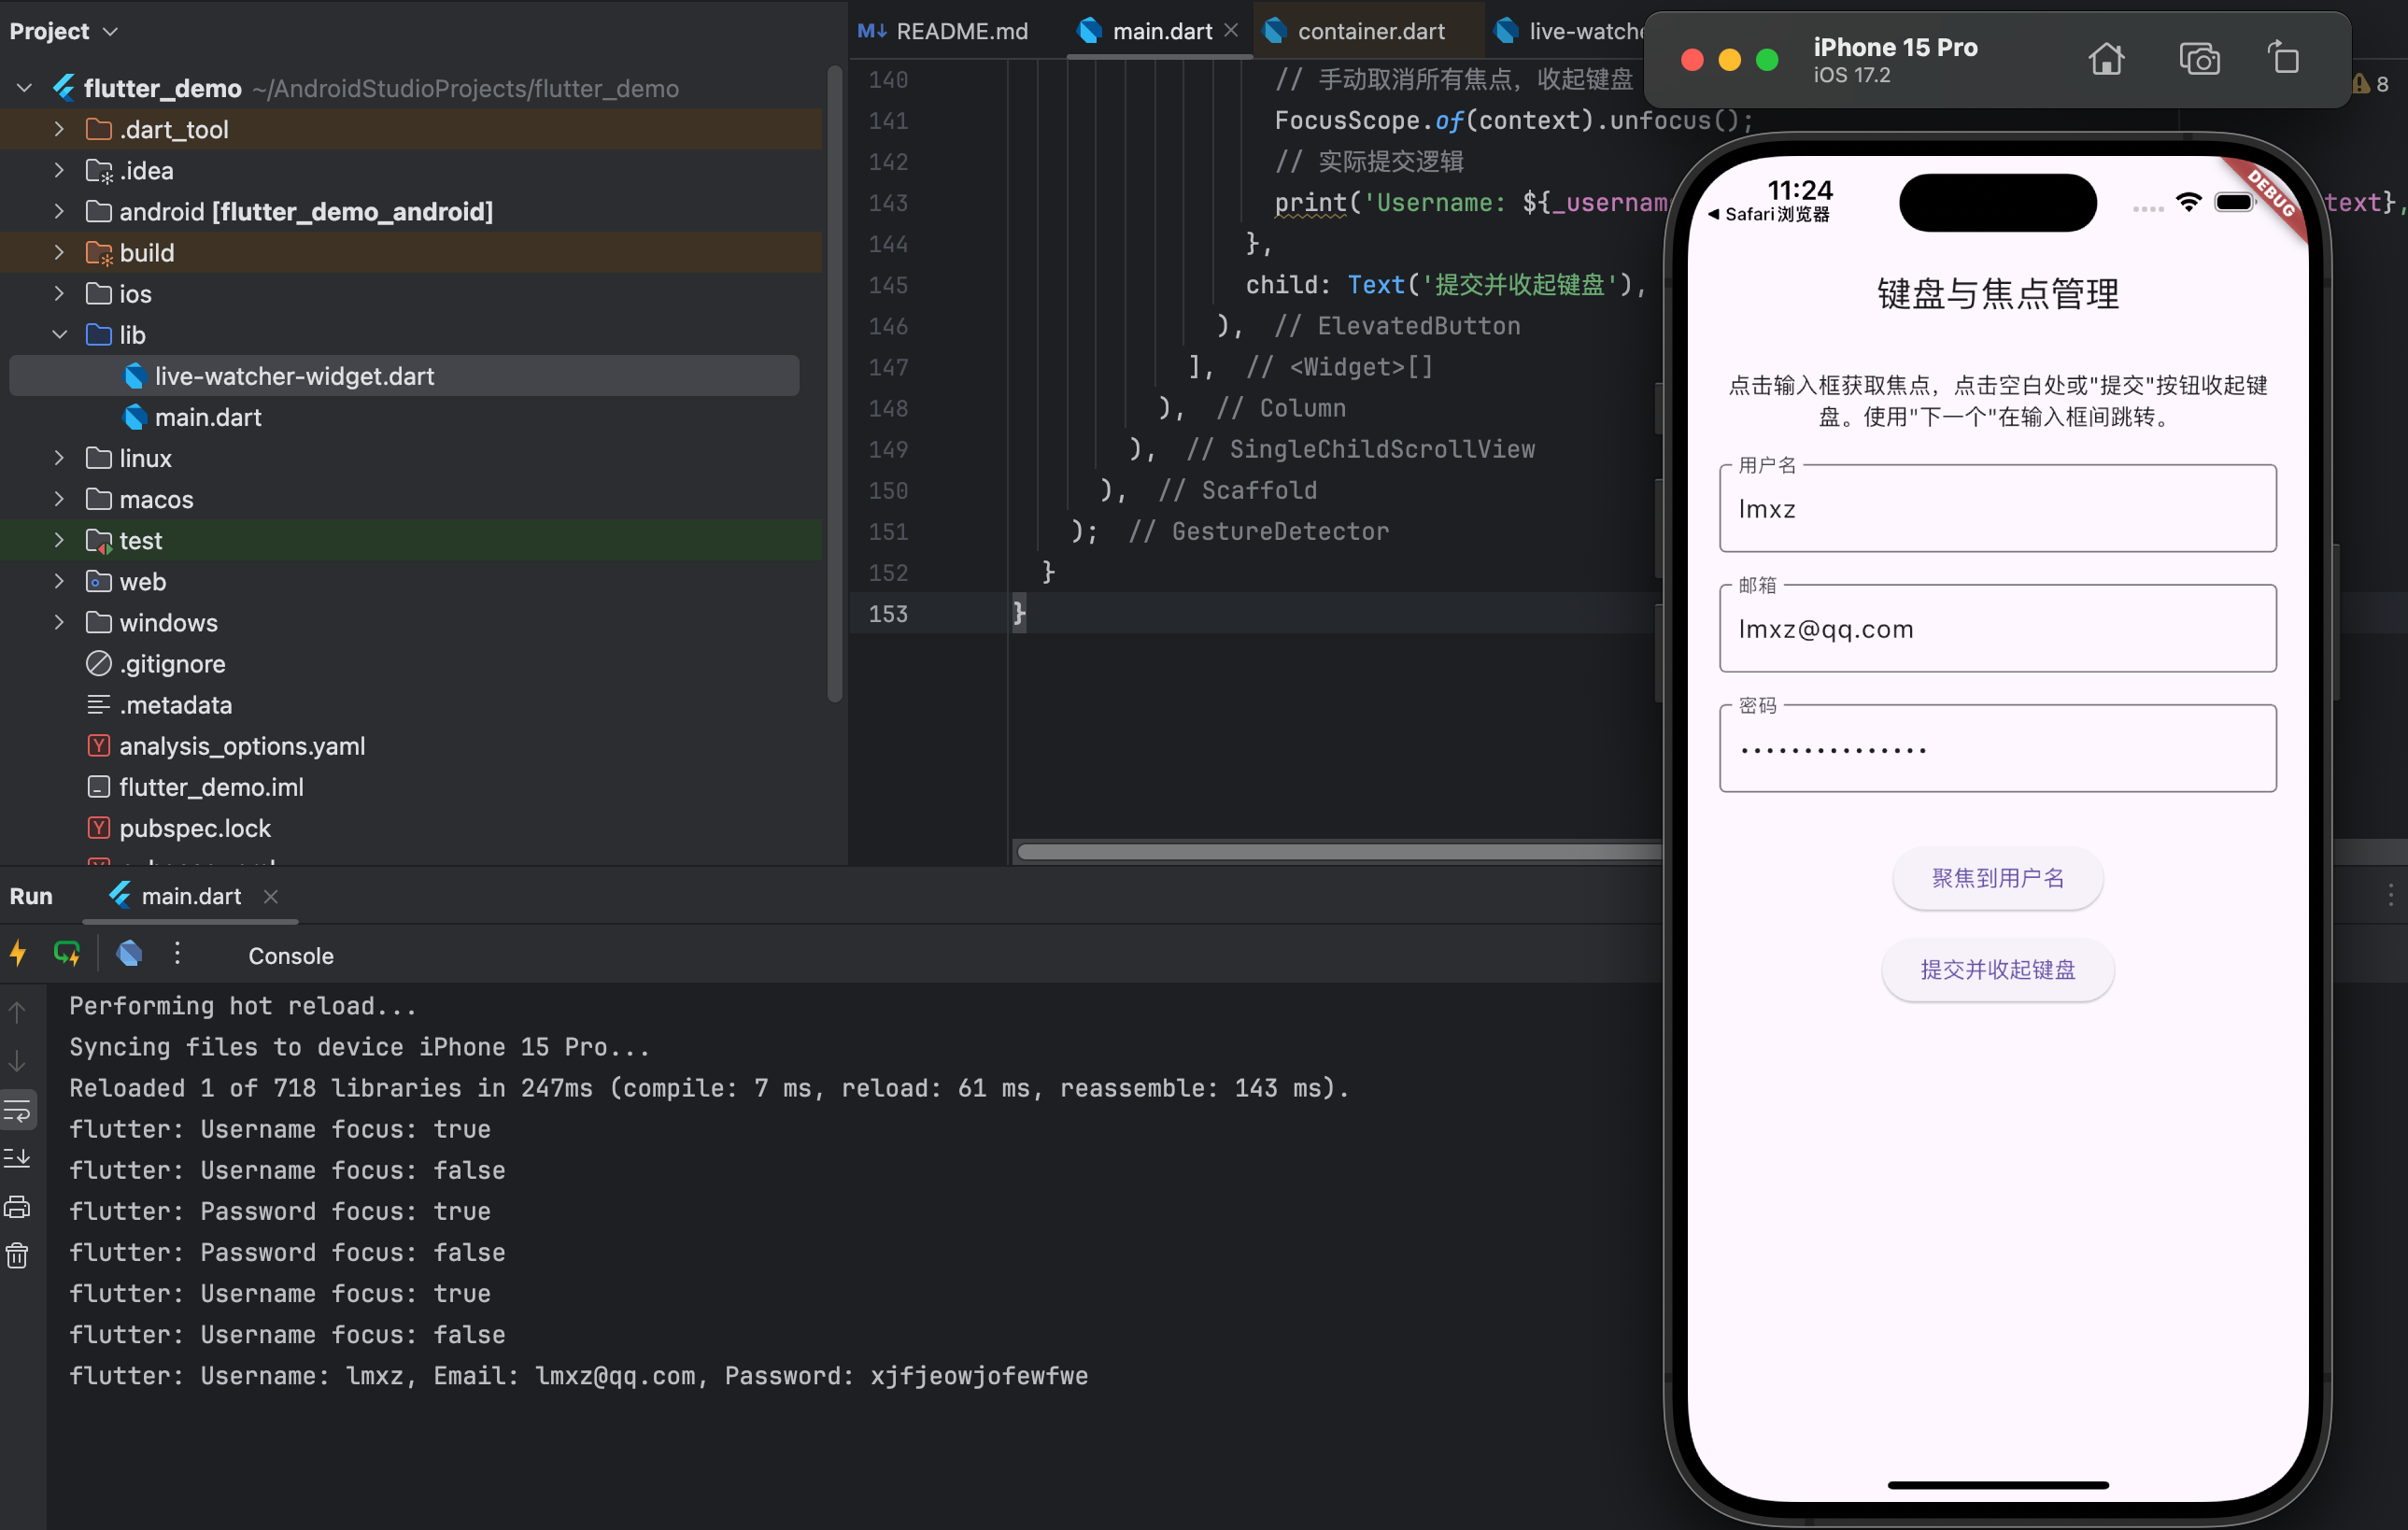 Project
flutter_demo ~/AndroidStudioProjects/flutter_demo
.dart_tool
.idea
android [flutter_demo_android]
build
ios
lib
live-watcher-widget.dart
main.dart
linux
macos
test
web
windows
.gitignore
.metadata
analysis_options.yaml
flutter_demo.iml
pubspec.lock
README.md
main.dart
container.dart
live-watche
8
140 // 手动取消所有焦点，收起键盘
141 FocusScope.of(context).unfocus();
142 // 实际提交逻辑
143 print('Username: ${_usernam
text},
144 },
145 child: Text('提交并收起键盘'),
146 ), // ElevatedButton
147 ], // <Widget>[]
148 ), // Column
149 ), // SingleChildScrollView
150 ), // Scaffold
151 ); // GestureDetector
152 }
153 }
iPhone 15 Pro
iOS 17.2
11:24
Safari浏览器
DEBUG
键盘与焦点管理
点击输入框获取焦点，点击空白处或"提交"按钮收起键
盘。使用"下一个"在输入框间跳转。
用户名
lmxz
邮箱
lmxz@qq.com
密码
•••••••••••••••
聚焦到用户名
提交并收起键盘
Run
main.dart
Console
Performing hot reload...
Syncing files to device iPhone 15 Pro...
Reloaded 1 of 718 libraries in 247ms (compile: 7 ms, reload: 61 ms, reassemble: 143 ms).
flutter: Username focus: true
flutter: Username focus: false
flutter: Password focus: true
flutter: Password focus: false
flutter: Username focus: true
flutter: Username focus: false
flutter: Username: lmxz, Email: lmxz@qq.com, Password: xjfjeowjofewfwe